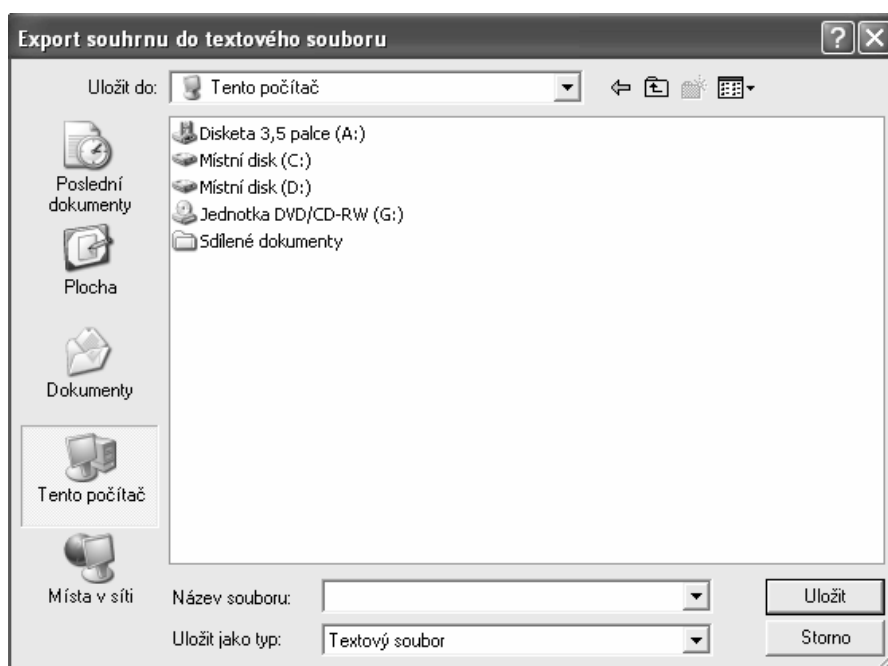 Export souhrnu do textového souboru
Uložit do:
Tento počítač
Disketa 3,5 palce (A:)
Místní disk (C:)
Místní disk (D:)
Jednotka DVD/CD-RW (G:)
Sdílené dokumenty
Poslední
dokumenty
Plocha
Dokumenty
Tento počítač
Místa v síti
Název souboru:
Uložit
Uložit jako typ:
Textový soubor
Storno